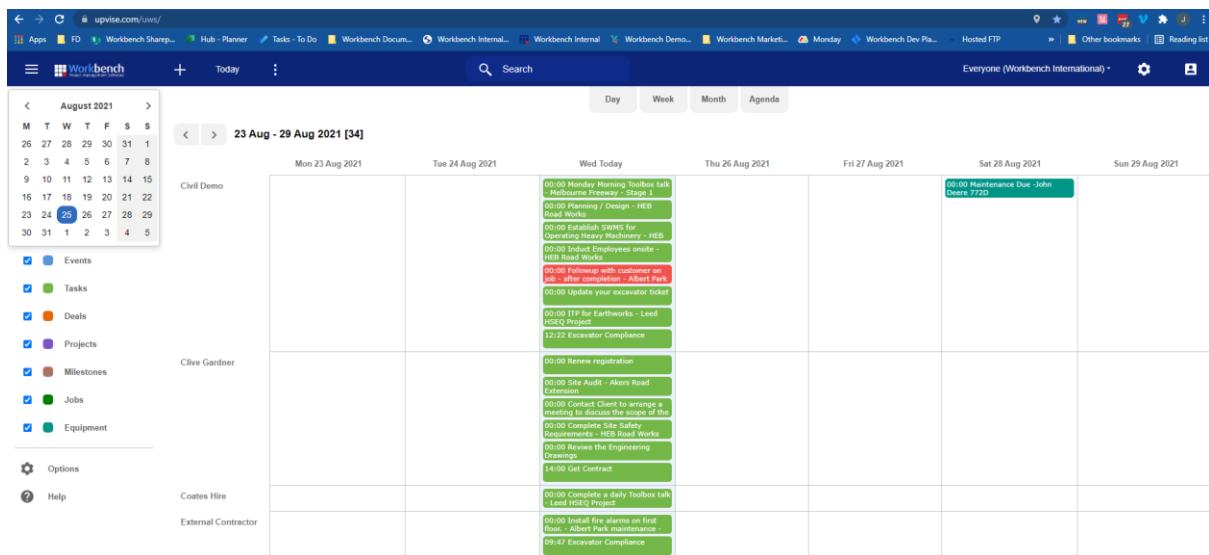 upvise.com/uws/
Apps FD Workbench Sharep... Hub - Planner Tasks - To Do Workbench Docum... Workbench Internal... Workbench Internal Workbench Demo... Workbench Marketi... Monday Workbench Dev Pla... Hosted FTP » Other bookmarks Reading list
Workbench Today Search Everyone (Workbench International)
August 2021
M T W T F S S
26 27 28 29 30 31 1
2 3 4 5 6 7 8
9 10 11 12 13 14 15
16 17 18 19 20 21 22
23 24 25 26 27 28 29
30 31 1 2 3 4 5
Events
Tasks
Deals
Projects
Milestones
Jobs
Equipment
Options
Help
Day Week Month Agenda
23 Aug - 29 Aug 2021 [34]
Mon 23 Aug 2021 Tue 24 Aug 2021 Wed Today Thu 26 Aug 2021 Fri 27 Aug 2021 Sat 28 Aug 2021 Sun 29 Aug 2021
Civil Demo
00:00 Monday Morning Toolbox talk
- Melbourne Freeway - Stage 1
00:00 Planning / Design - HEB
Road Works
00:00 Establish SWMS for
Operating Heavy Machinery - HEB
00:00 Induct Employees onsite -
HEB Road Works
00:00 Followup with customer on
job - after completion - Albert Park
00:00 Update your excavator ticket
00:00 ITP for Earthworks - Leed
HSEQ Project
12:22 Excavator Compliance
00:00 Maintenance Due -John
Deere 772D
Clive Gardner
00:00 Renew registration
00:00 Site Audit - Akers Road
Extension
00:00 Contact Client to arrange a
meeting to discuss the scope of the
00:00 Complete Site Safety
Requirements - HEB Road Works
00:00 Reviwe the Engineering
Drawings
14:00 Get Contract
Coates Hire
00:00 Complete a daily Toolbox talk
- Leed HSEQ Project
External Contractor
00:00 Install fire alarms on first
floor. - Albert Park maintenance -
09:47 Excavator Compliance